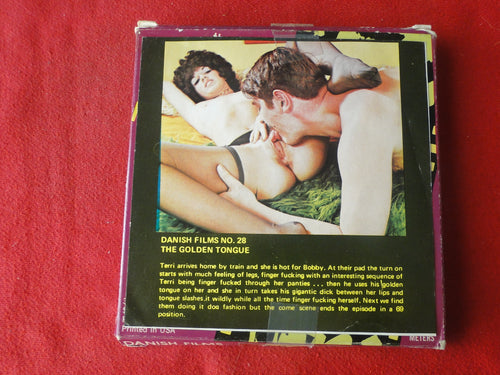 DANISH FILMS NO. 28
THE GOLDEN TONGUE
Terri arrives home by train and she is hot for Bobby. At their pad the turn on
starts with much feeling of legs, finger fucking with an interesting sequence of
Terri being finger fucked through her panties . . . then he uses his golden
tongue on her and she in turn takes his gigantic dick between her lips and
tongue slashes it wildly while all the time finger fucking herself. Next we find
them doing it dog fashion but the come scene ends the episode in a 69
position.
Printed in USA
METERS
DANISH FILMS